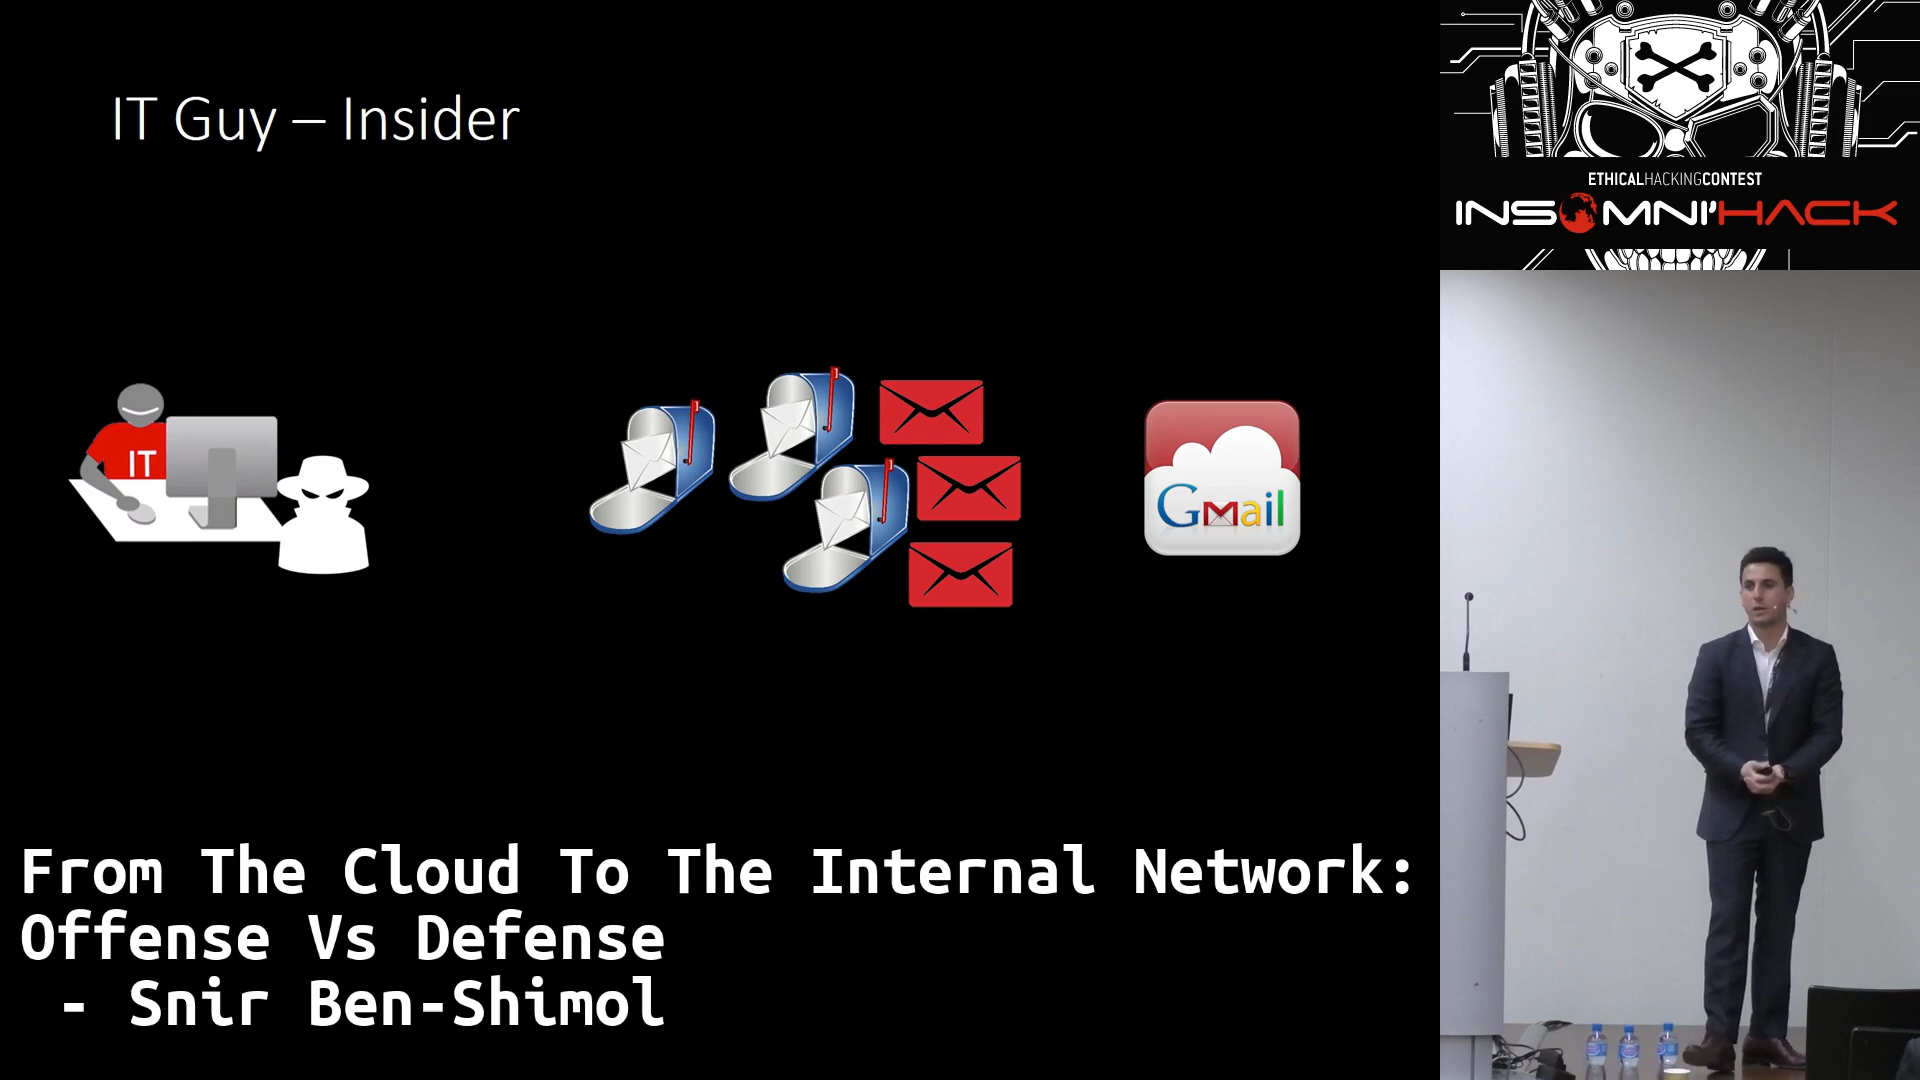 IT Guy – Insider
IT
Gmail
From The Cloud To The Internal Network:
Offense Vs Defense
- Snir Ben-Shimol
ETHICALHACKINGCONTEST
INSOMNI'HACK